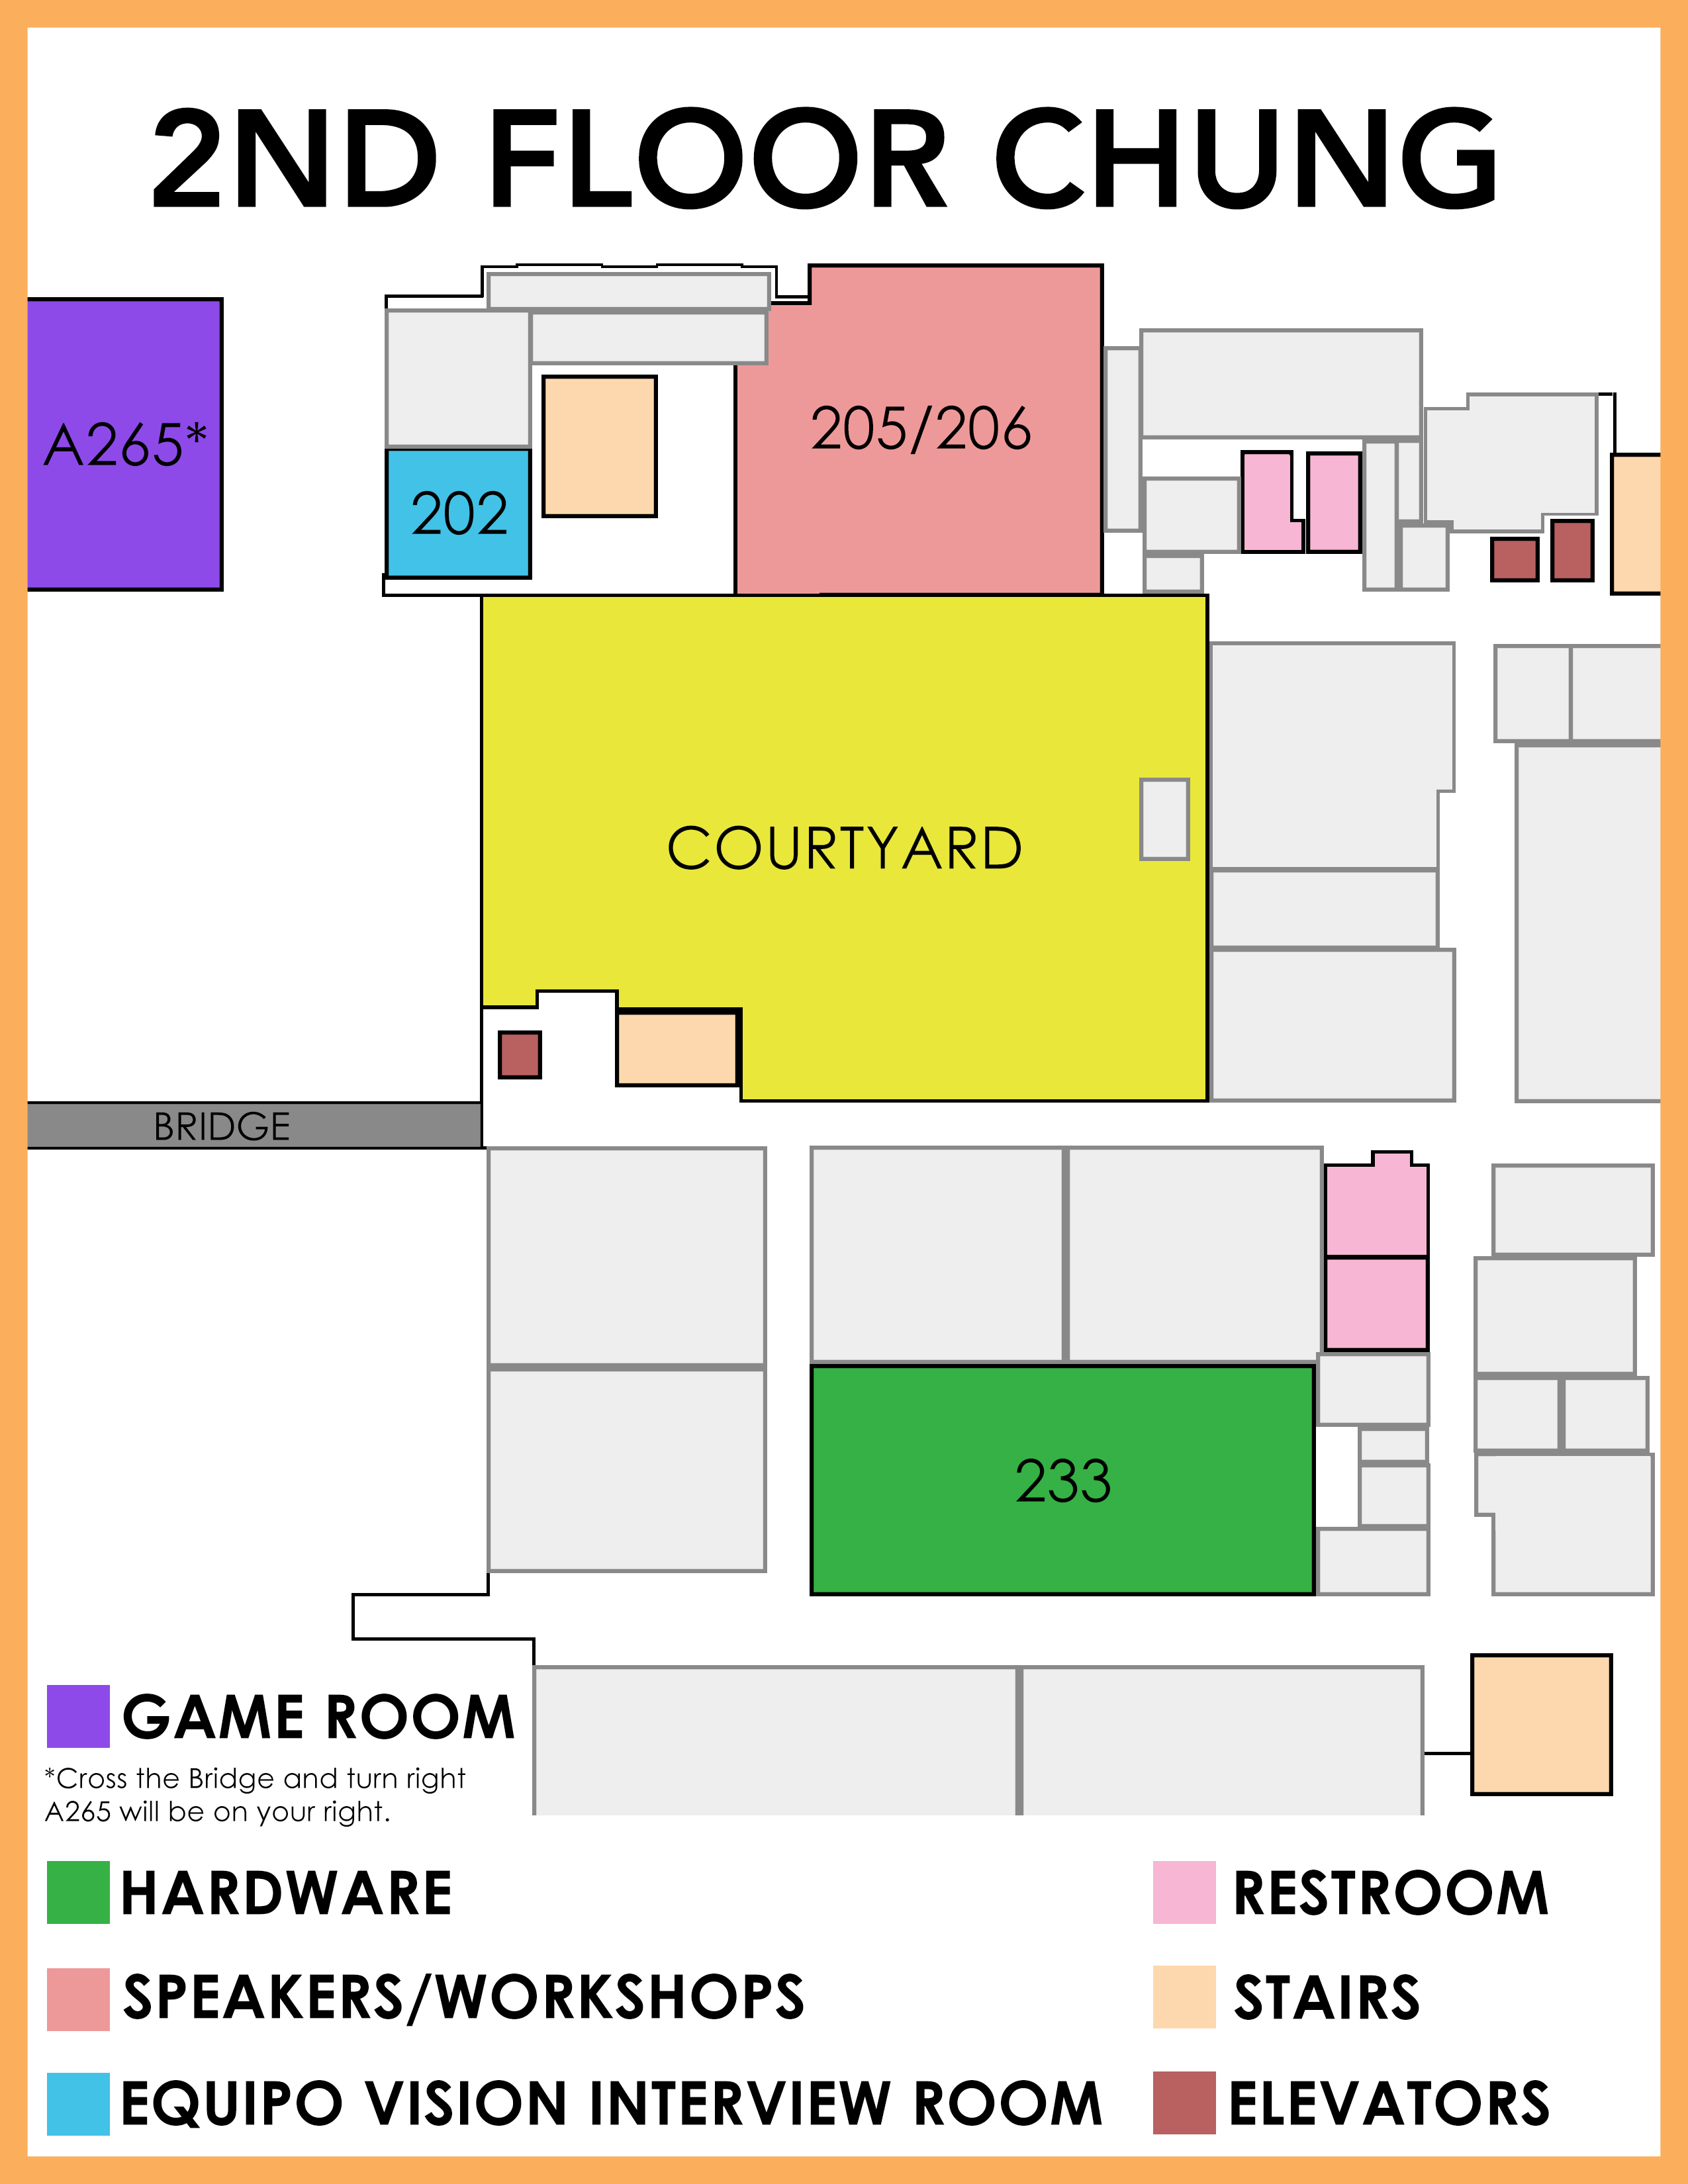 2ND FLOOR CHUNG
A265*
205/206
202
COURTYARD
BRIDGE
233
GAME ROOM
*Cross the Bridge and turn right
A265 will be on your right.
HARDWARE
SPEAKERS/WORKSHOPS
EQUIPO VISION INTERVIEW ROOM
RESTROOM
STAIRS
ELEVATORS